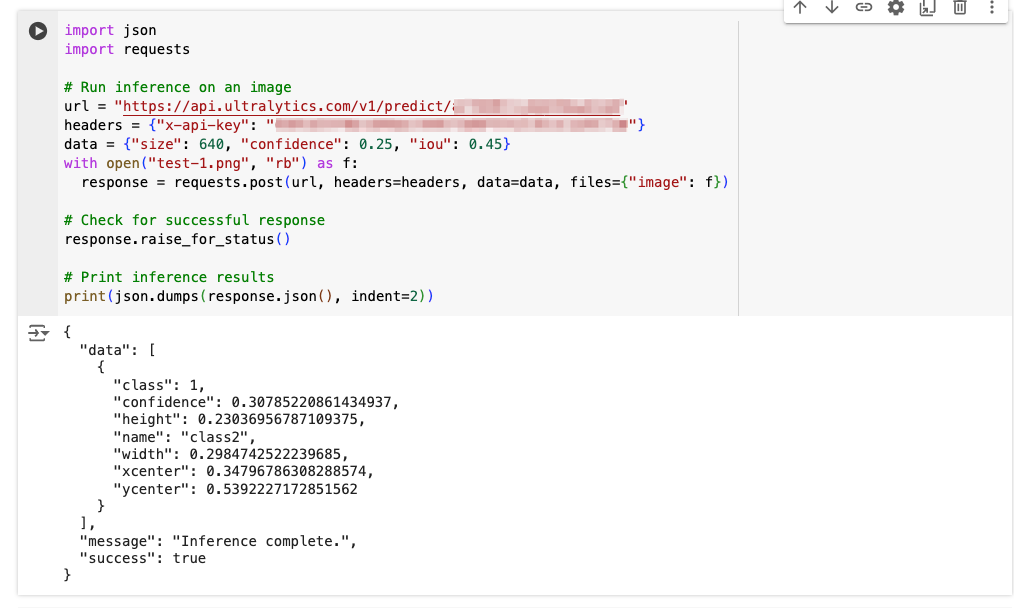 import json
import requests
# Run inference on an image
url = "https://api.ultralytics.com/v1/predict/
headers = {"x-api-key": ""}
data = {"size": 640, "confidence": 0.25, "iou": 0.45}
with open("test-1.png", "rb") as f:
  response = requests.post(url, headers=headers, data=data, files={"image": f})
# Check for successful response
response.raise_for_status()
# Print inference results
print(json.dumps(response.json(), indent=2))
{
  "data": [
    {
      "class": 1,
      "confidence": 0.30785220861434937,
      "height": 0.23036956787109375,
      "name": "class2",
      "width": 0.2984742522239685,
      "xcenter": 0.34796786308288574,
      "ycenter": 0.5392227172851562
    }
  ],
  "message": "Inference complete.",
  "success": true
}